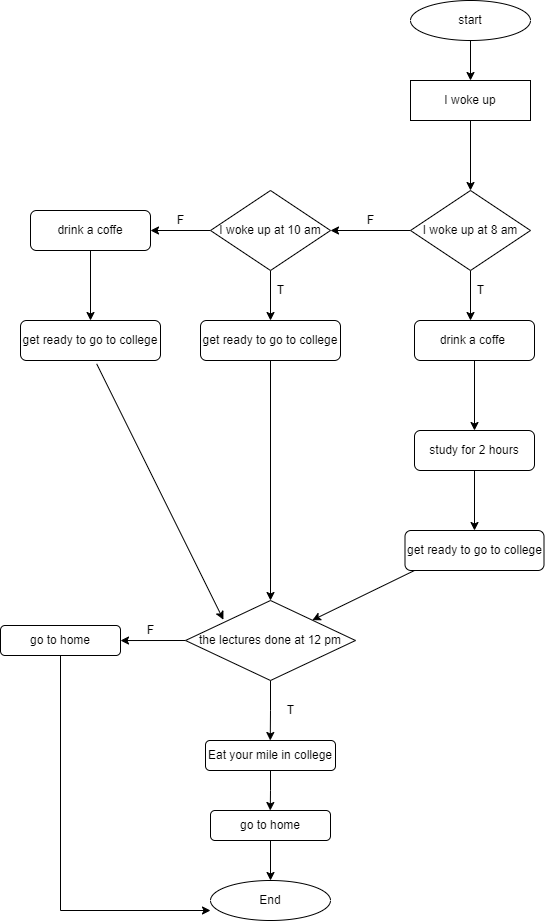 start
I woke up
drink a coffe
F
I woke up at 10 am
F
I woke up at 8 am
T
T
get ready to go to college
get ready to go to college
drink a coffe
study for 2 hours
get ready to go to college
go to home
F
the lectures done at 12 pm
T
Eat your mile in college
go to home
End